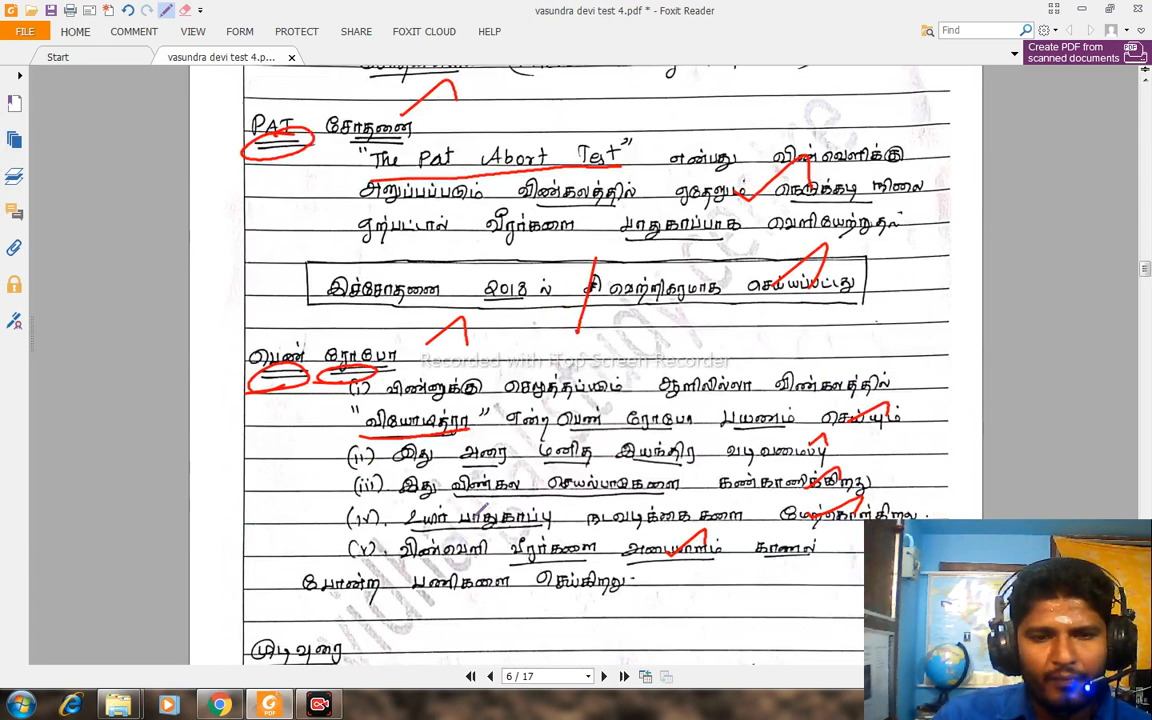 vasundra devi test 4.pdf * - Foxit Reader
FILE HOME COMMENT VIEW FORM PROTECT SHARE FOXIT CLOUD HELP
Find
Start vasundra devi test 4.p...
Create PDF from
scanned documents
PAT சோதனை
"The Pat Abort Test" என்பது விண்வெளிக்கு
அனுப்பப்படும் விண்கலத்தில் ஏதேனும் நெருக்கடி நிலை
ஏற்பட்டால் வீரர்களை பாதுகாப்பாக வெளியேற்றுதல்
இச்சோதனை 2018 ல் வெற்றிகரமாக செய்யப்பட்டது
Recorded with iTop Screen Recorder
பெண் ரோபோ
(i) விண்ணுக்கு செலுத்தப்படும் ஆளில்லா விண்கலத்தில்
"வியோமித்ரா" என்ற பெண் ரோபோ பயணம் செய்யும்
(ii) இது அரை மனித இயந்திர வடிவமைப்பு
(iii) இது விண்கல செயல்பாடுகளை கண்காணிக்கிறது
(iv). உயர் பாதுகாப்பு நடவடிக்கைகளை மேற்கொள்கிறது.
(v). விண்வெளி வீரர்களை அடையாளம் காணல்
போன்ற பணிகளை செய்கிறது.
முடிவுரை
6 / 17